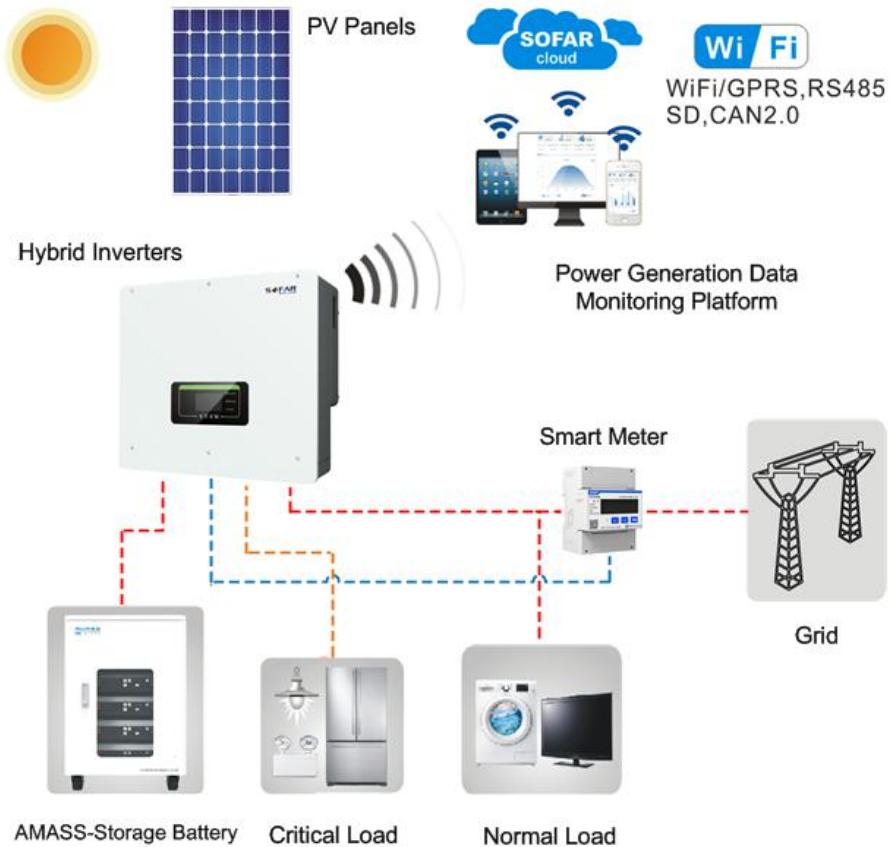 PV Panels
SOFAR
cloud
Wi Fi
WiFi/GPRS,RS485
SD,CAN2.0
Hybrid Inverters
SOFAR
Power Generation Data
Monitoring Platform
Smart Meter
Grid
AMASS-Storage Battery
Critical Load
Normal Load